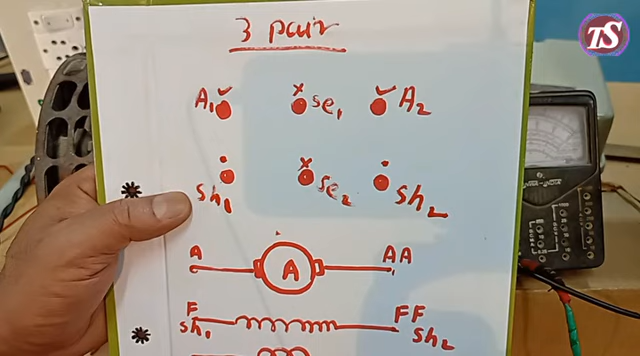 TS
3 pair
A1 se1 A2
sh1 se2 sh2
A AA
A
F FF
sh1 sh2